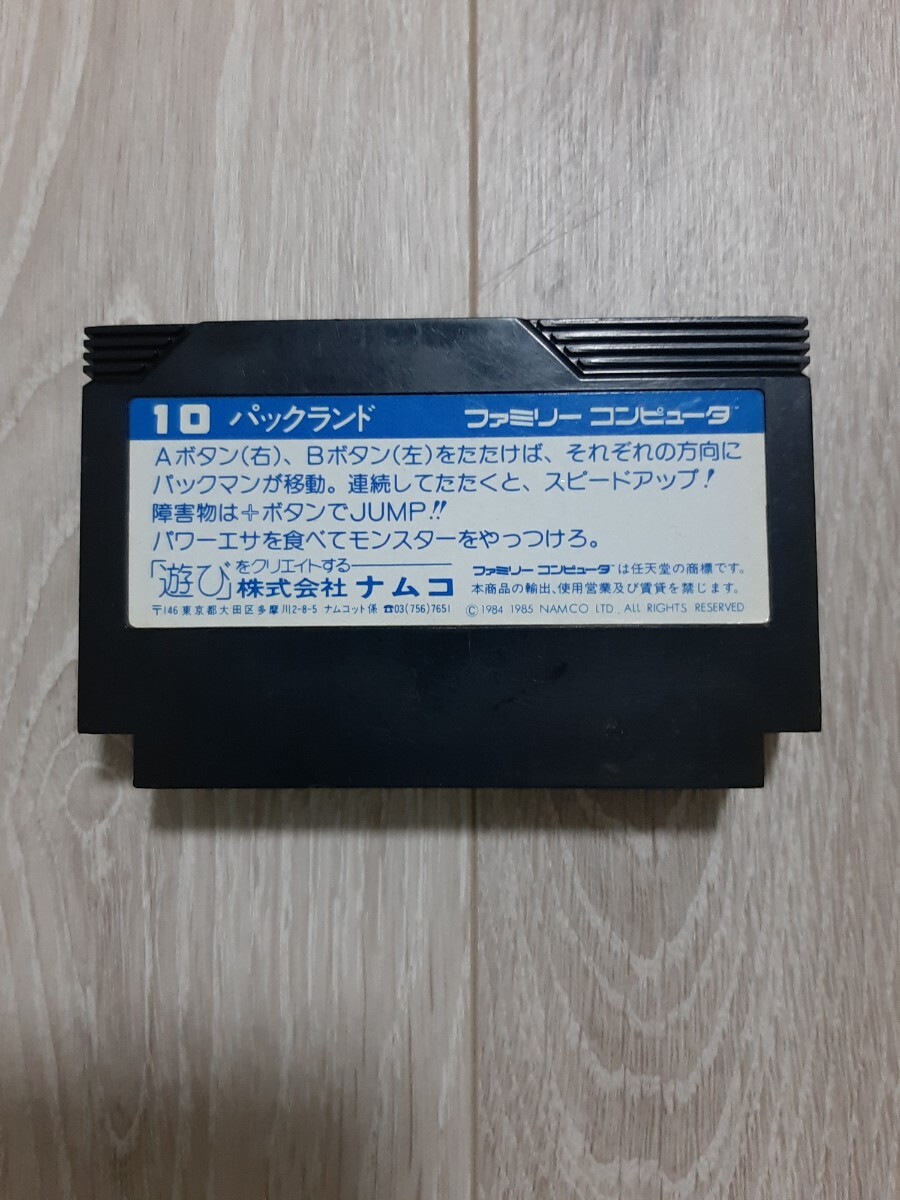 10 パックランド ファミリー コンピュータ™
Aボタン(右)、Bボタン(左)をたたけば、それぞれの方向に
パックマンが移動。連続してたたくと、スピードアップ!
障害物は+ボタンでJUMP!!
パワーエサを食べてモンスターをやっつけろ。
「遊び」をクリエイトする
株式会社 ナムコ
〒146 東京都大田区多摩川2-8-5 ナムコット係 ☎03(756)7651
ファミリー コンピュータ™は任天堂の商標です。
本商品の輸出、使用営業及び賃貸を禁じます。
©1984 1985 NAMCO LTD., ALL RIGHTS RESERVED